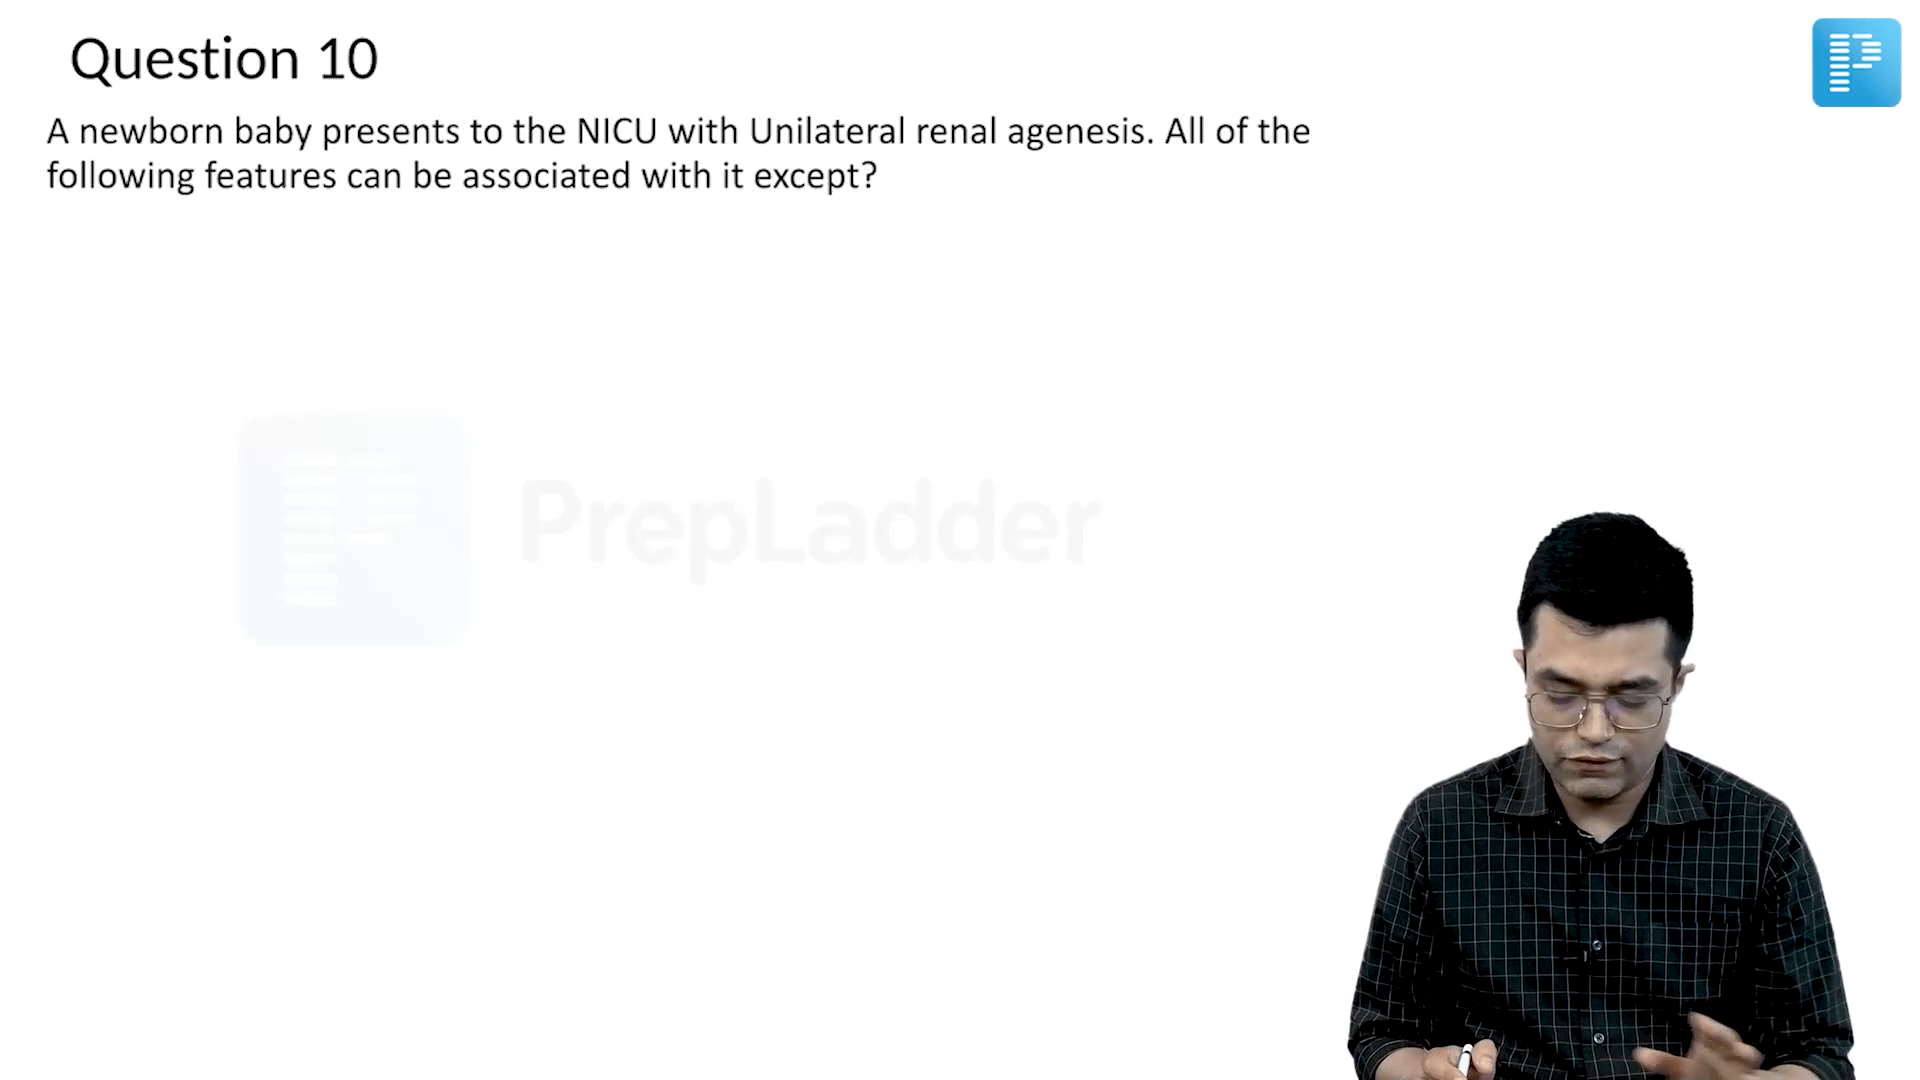 Question 10
A newborn baby presents to the NICU with Unilateral renal agenesis. All of the
following features can be associated with it except?
PrepLadder